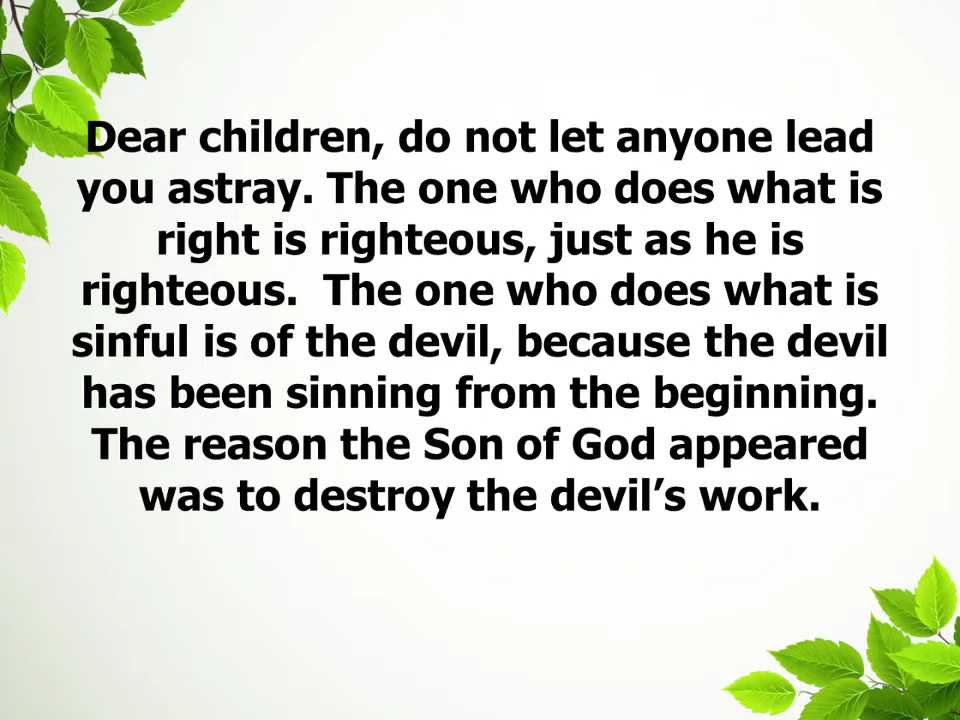 Dear children, do not let anyone lead
you astray. The one who does what is
right is righteous, just as he is
righteous.  The one who does what is
sinful is of the devil, because the devil
has been sinning from the beginning.
The reason the Son of God appeared
was to destroy the devil’s work.